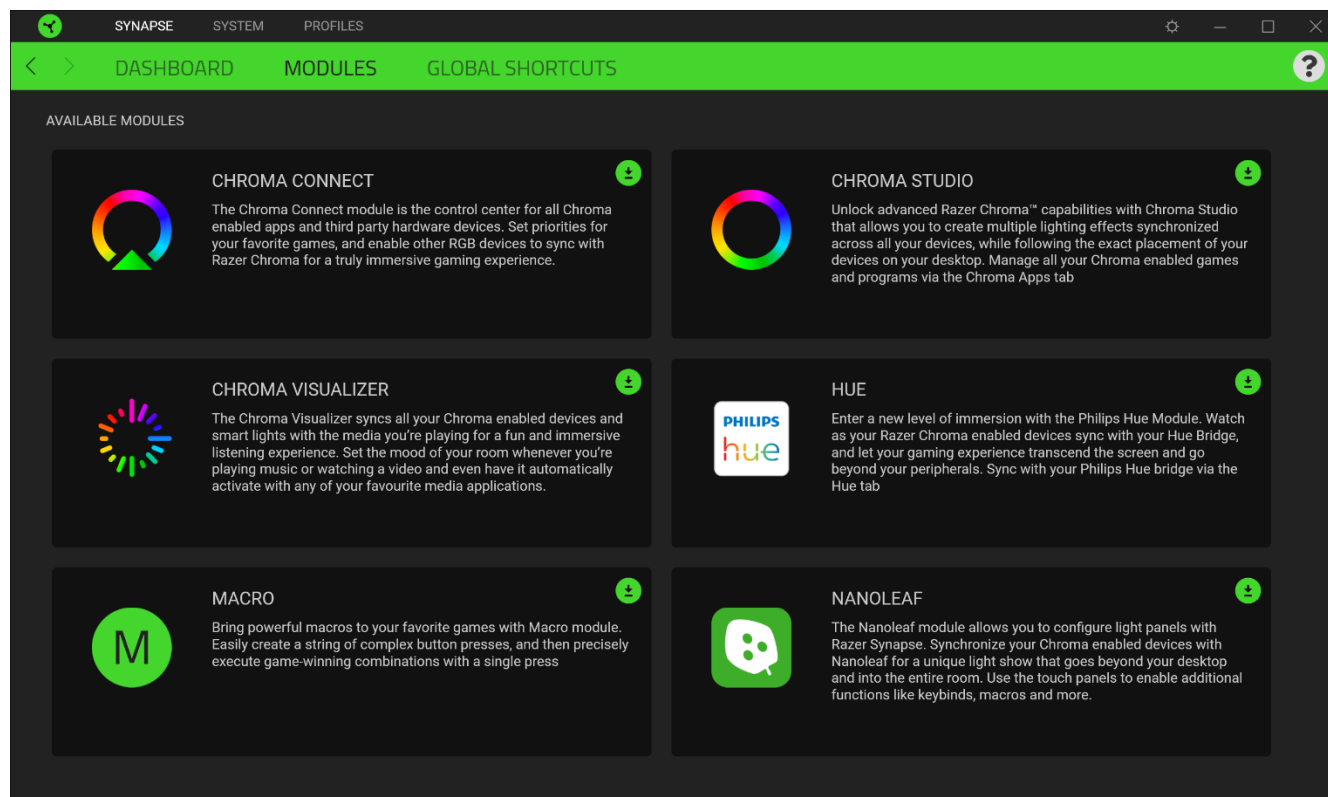 SYNAPSE SYSTEM PROFILES
DASHBOARD MODULES GLOBAL SHORTCUTS
?
AVAILABLE MODULES
CHROMA CONNECT
The Chroma Connect module is the control center for all Chroma
enabled apps and third party hardware devices. Set priorities for
your favorite games, and enable other RGB devices to sync with
Razer Chroma for a truly immersive gaming experience.
CHROMA STUDIO
Unlock advanced Razer Chroma™ capabilities with Chroma Studio
that allows you to create multiple lighting effects synchronized
across all your devices, while following the exact placement of your
devices on your desktop. Manage all your Chroma enabled games
and programs via the Chroma Apps tab
CHROMA VISUALIZER
The Chroma Visualizer syncs all your Chroma enabled devices and
smart lights with the media you’re playing for a fun and immersive
listening experience. Set the mood of your room whenever you’re
playing music or watching a video and even have it automatically
activate with any of your favourite media applications.
PHILIPS
hue
HUE
Enter a new level of immersion with the Philips Hue Module. Watch
as your Razer Chroma enabled devices sync with your Hue Bridge,
and let your gaming experience transcend the screen and go
beyond your peripherals. Sync with your Philips Hue bridge via the
Hue tab
M
MACRO
Bring powerful macros to your favorite games with Macro module.
Easily create a string of complex button presses, and then precisely
execute game-winning combinations with a single press
NANOLEAF
The Nanoleaf module allows you to configure light panels with
Razer Synapse. Synchronize your Chroma enabled devices with
Nanoleaf for a unique light show that goes beyond your desktop
and into the entire room. Use the touch panels to enable additional
functions like keybinds, macros and more.